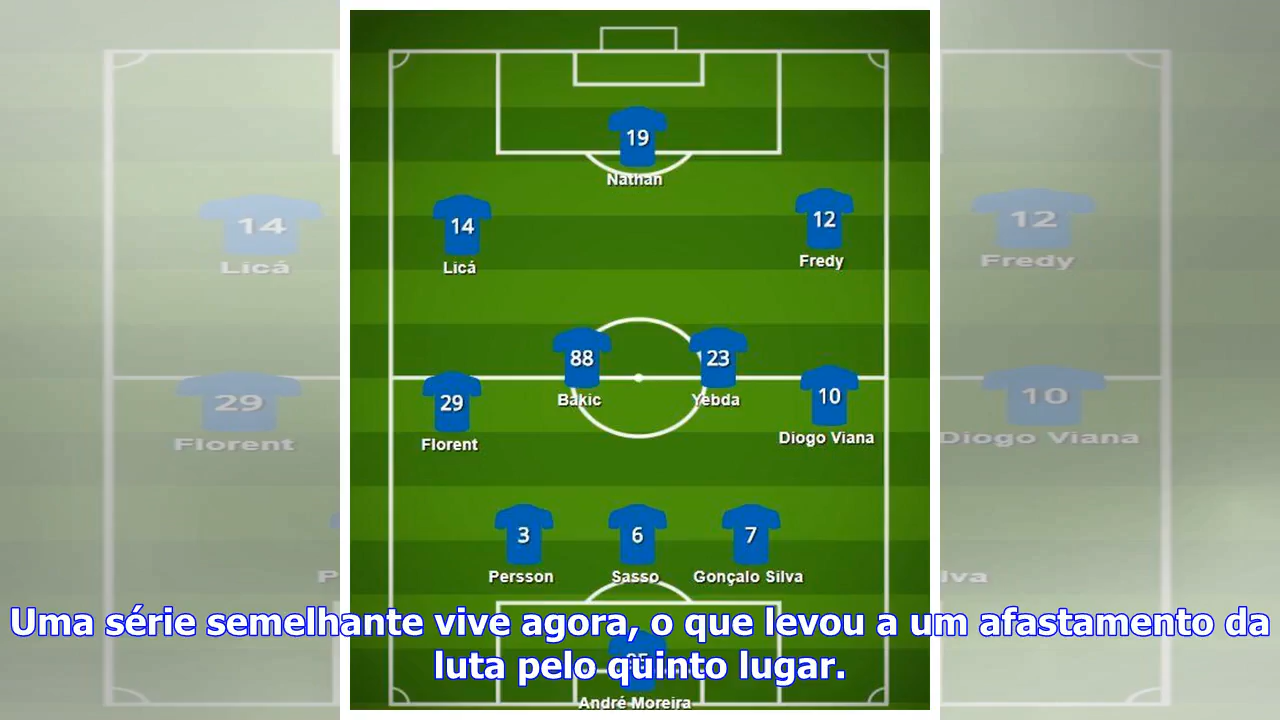 19
Nathan
14
Licá
12
Fredy
88
Bakic
23
Yebda
29
Florent
10
Diogo Viana
3
Persson
6
Sasso
7
Gonçalo Silva
André Moreira
14
Licá
29
Florent
12
Fredy
10
Diogo Viana
P
lva
Uma série semelhante vive agora, o que levou a um afastamento da
luta pelo quinto lugar.